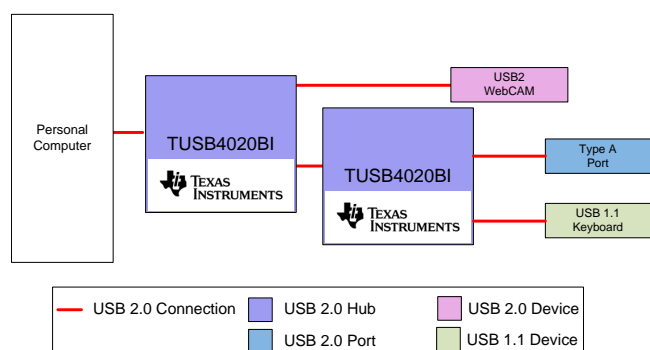 Personal
Computer
TUSB4020BI
TEXAS
INSTRUMENTS
USB2
WebCAM
TUSB4020BI
TEXAS
INSTRUMENTS
Type A
Port
USB 1.1
Keyboard
USB 2.0 Connection
USB 2.0 Hub
USB 2.0 Device
USB 2.0 Port
USB 1.1 Device